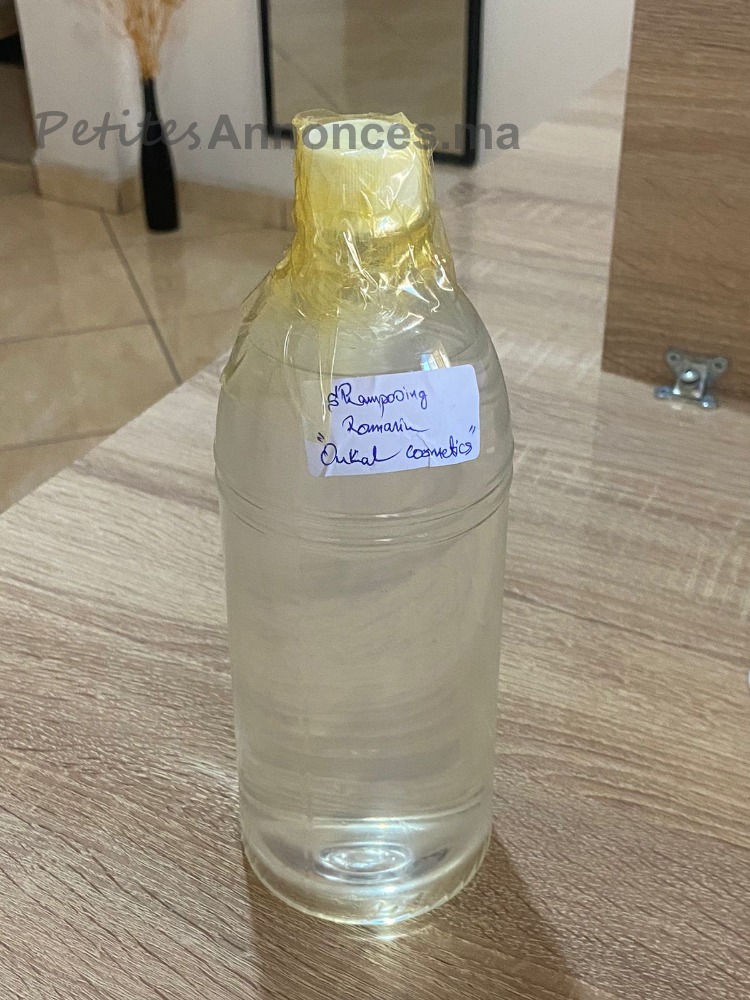 PetitesAnnonces.ma
Shampooing
Romarin
"Oukal cosmetics"